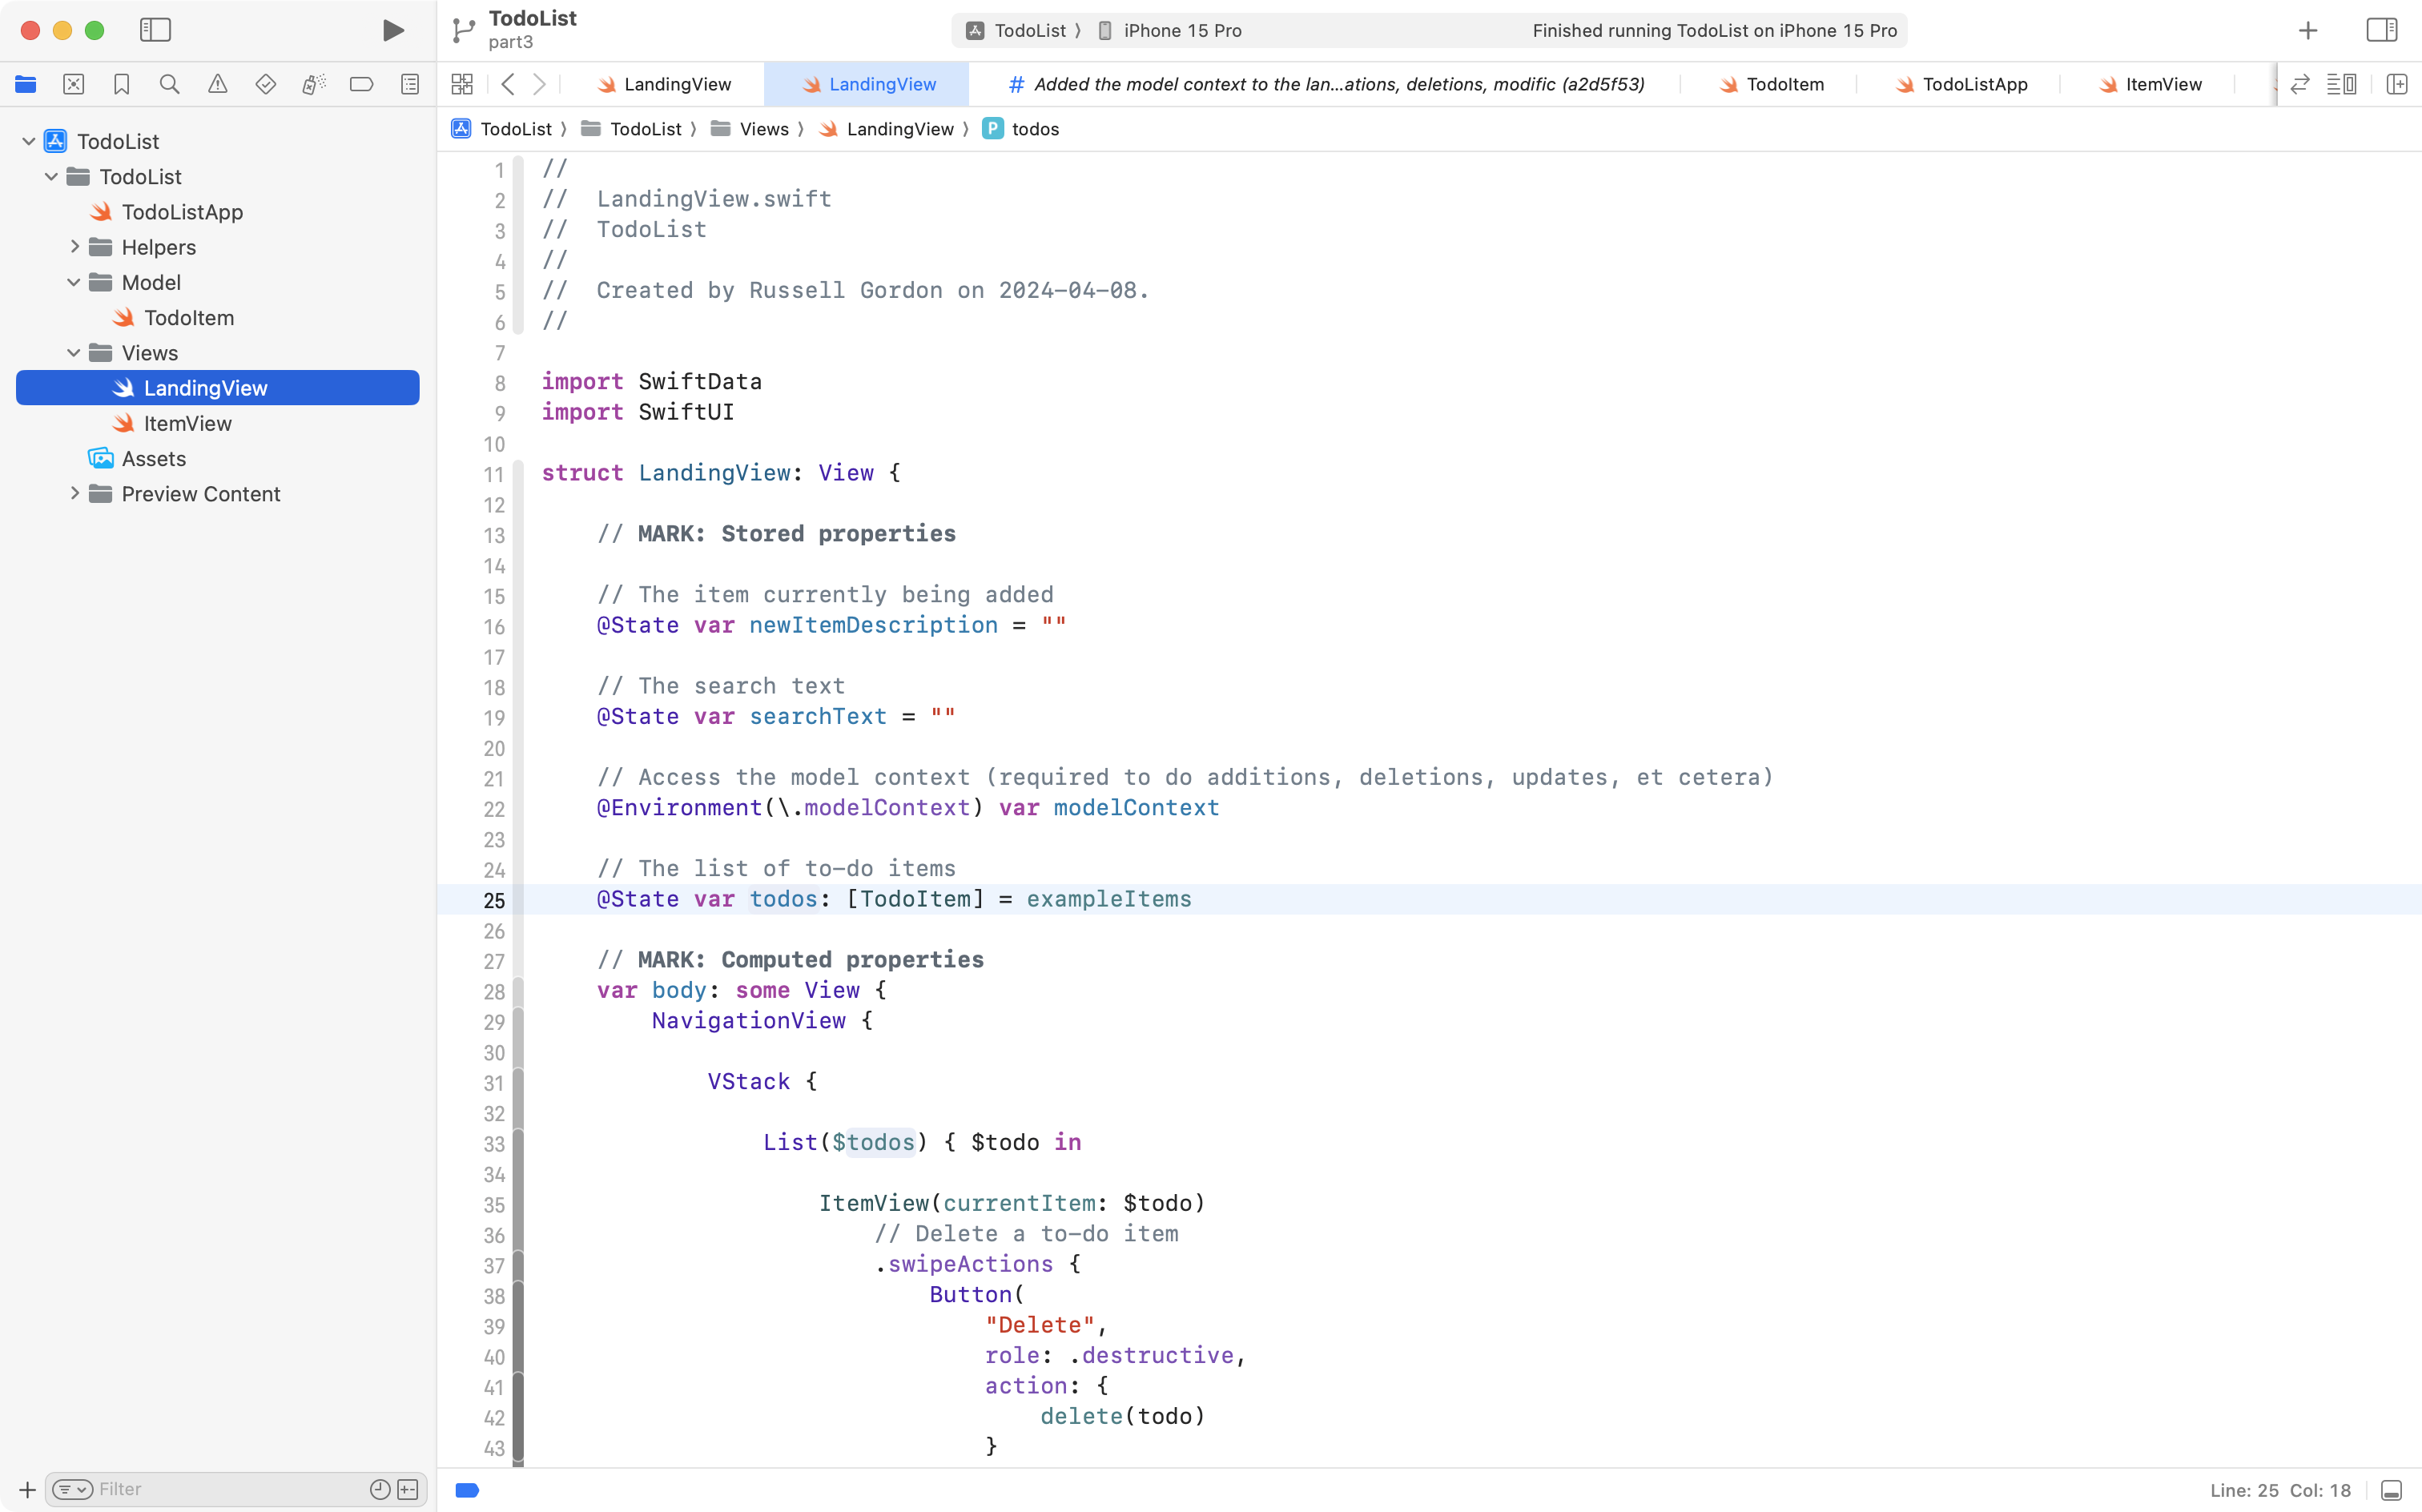 TodoList
part3
TodoList ⟩ iPhone 15 Pro
Finished running TodoList on iPhone 15 Pro
LandingView
LandingView
# Added the model context to the lan...ations, deletions, modific (a2d5f53)
TodoItem
TodoListApp
ItemView
TodoList ⟩ TodoList ⟩ Views ⟩ LandingView ⟩ P todos
TodoList
TodoList
TodoListApp
Helpers
Model
TodoItem
Views
LandingView
ItemView
Assets
Preview Content
Filter
1 //
2 //  LandingView.swift
3 //  TodoList
4 //
5 //  Created by Russell Gordon on 2024-04-08.
6 //
7
8 import SwiftData
9 import SwiftUI
10
11 struct LandingView: View {
12
13     // MARK: Stored properties
14
15     // The item currently being added
16     @State var newItemDescription = ""
17
18     // The search text
19     @State var searchText = ""
20
21     // Access the model context (required to do additions, deletions, updates, et cetera)
22     @Environment(\.modelContext) var modelContext
23
24     // The list of to-do items
25     @State var todos: [TodoItem] = exampleItems
26
27     // MARK: Computed properties
28     var body: some View {
29         NavigationView {
30
31             VStack {
32
33                 List($todos) { $todo in
34
35                     ItemView(currentItem: $todo)
36                         // Delete a to-do item
37                         .swipeActions {
38                             Button(
39                                 "Delete",
40                                 role: .destructive,
41                                 action: {
42                                     delete(todo)
43                                 }
Line: 25 Col: 18